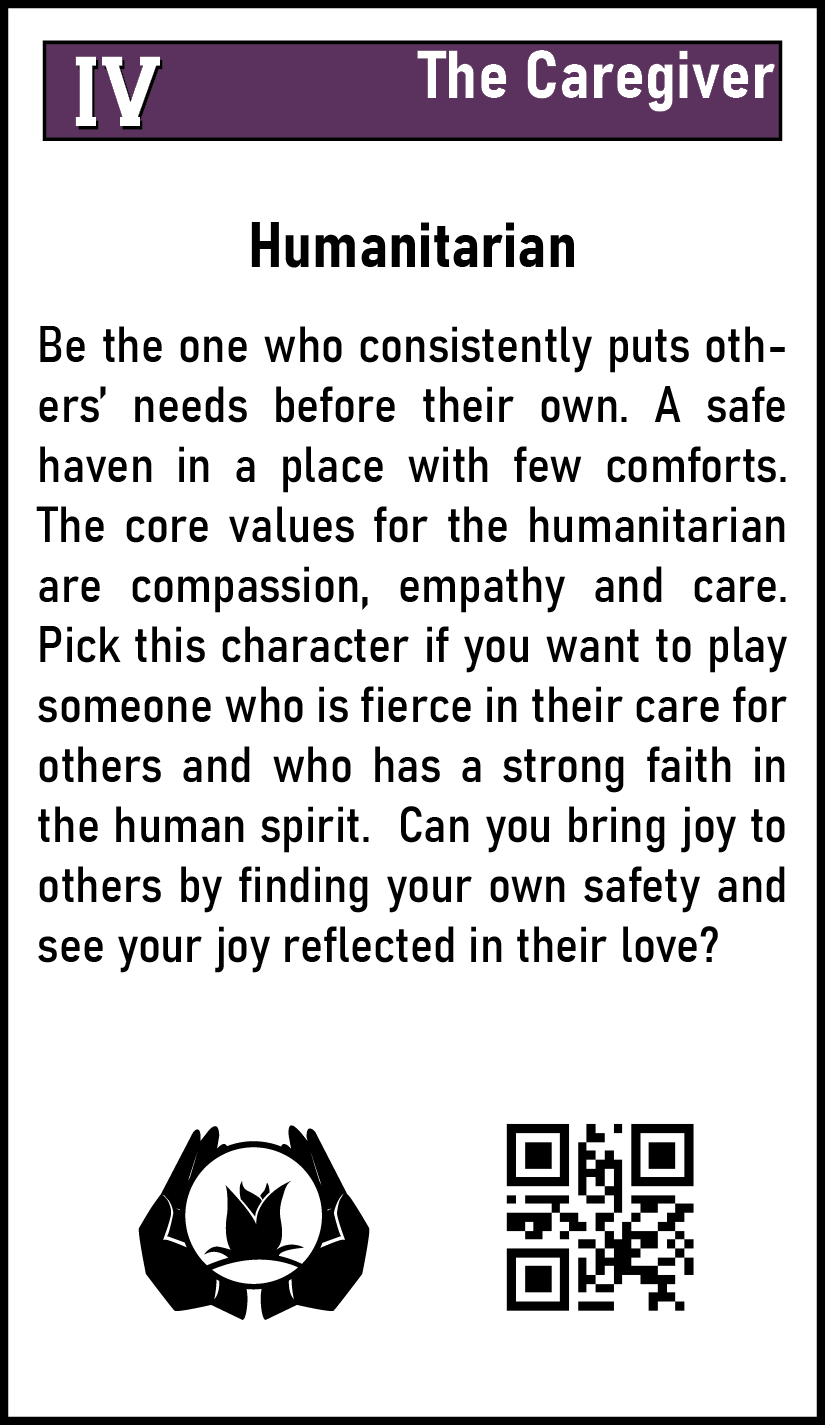 IV
The Caregiver
Humanitarian
Be the one who consistently puts oth-
ers’ needs before their own. A safe
haven in a place with few comforts.
The core values for the humanitarian
are compassion, empathy and care.
Pick this character if you want to play
someone who is fierce in their care for
others and who has a strong faith in
the human spirit.  Can you bring joy to
others by finding your own safety and
see your joy reflected in their love?